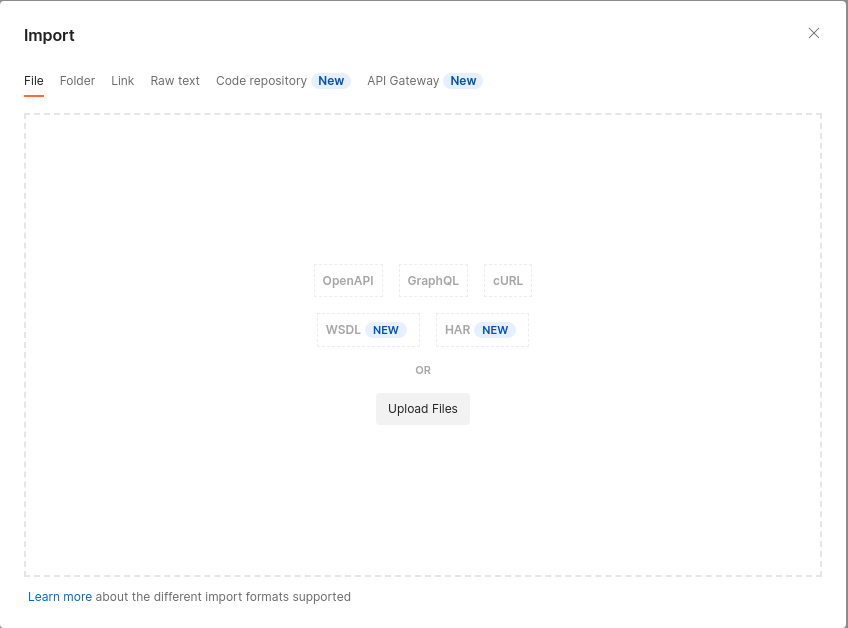 Import
File Folder Link Raw text Code repository New API Gateway New
OpenAPI GraphQL cURL
WSDL NEW HAR NEW
OR
Upload Files
Learn more about the different import formats supported